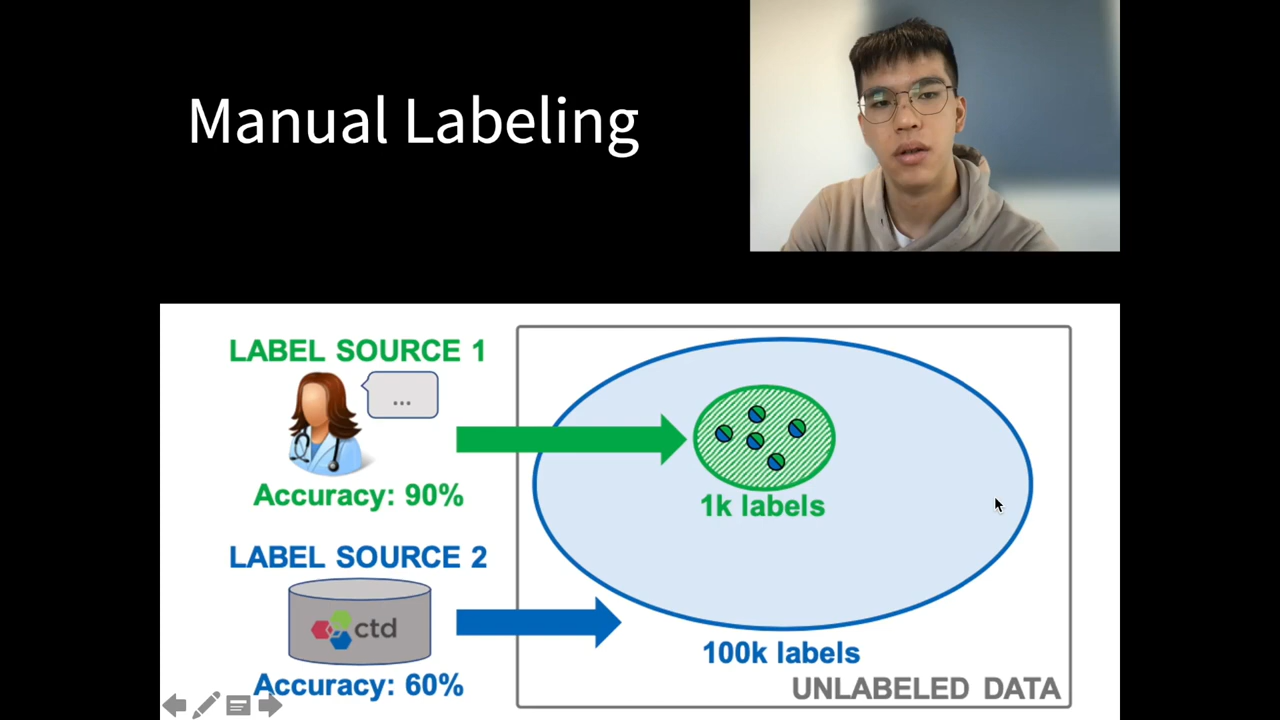 Manual Labeling
LABEL SOURCE 1
...
Accuracy: 90%
1k labels
LABEL SOURCE 2
ctd
Accuracy: 60%
100k labels
UNLABELED DATA